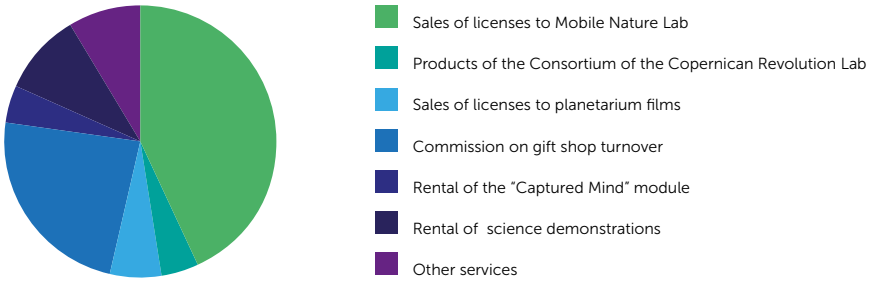 Sales of licenses to Mobile Nature Lab
Products of the Consortium of the Copernican Revolution Lab
Sales of licenses to planetarium films
Commission on gift shop turnover
Rental of the “Captured Mind” module
Rental of science demonstrations
Other services